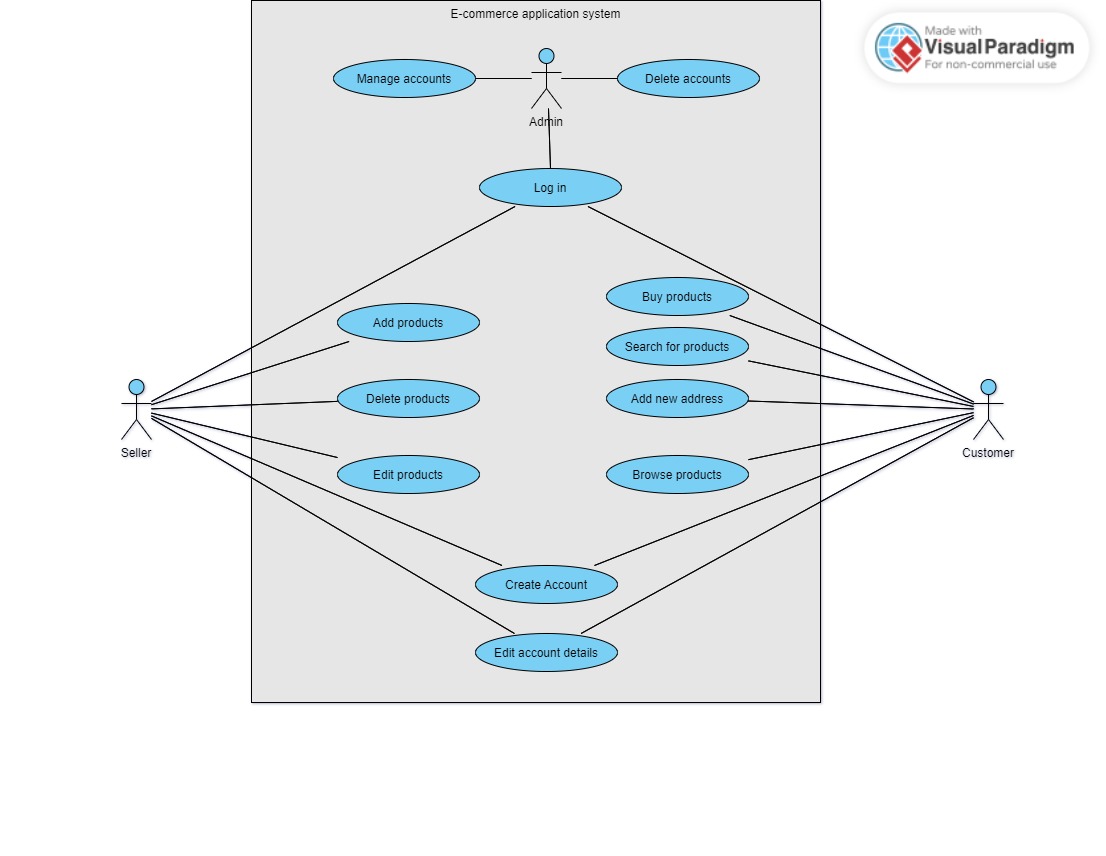 E-commerce application system
Made with
Visual Paradigm
For non-commercial use
Manage accounts
Delete accounts
Admin
Log in
Buy products
Add products
Search for products
Delete products
Add new address
Seller
Customer
Edit products
Browse products
Create Account
Edit account details